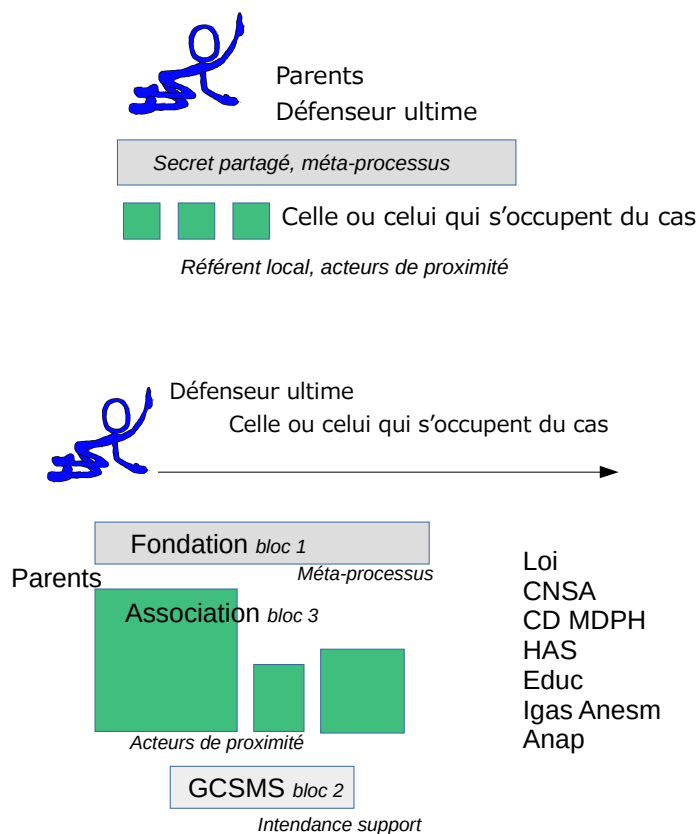 Parents
Défenseur ultime
Secret partagé, méta-processus
Celle ou celui qui s’occupent du cas
Référent local, acteurs de proximité
Défenseur ultime
Celle ou celui qui s’occupent du cas
Fondation bloc 1
Méta-processus
Parents
Association bloc 3
Acteurs de proximité
GCSMS bloc 2
Intendance support
Loi
CNSA
CD MDPH
HAS
Educ
Igas Anesm
Anap